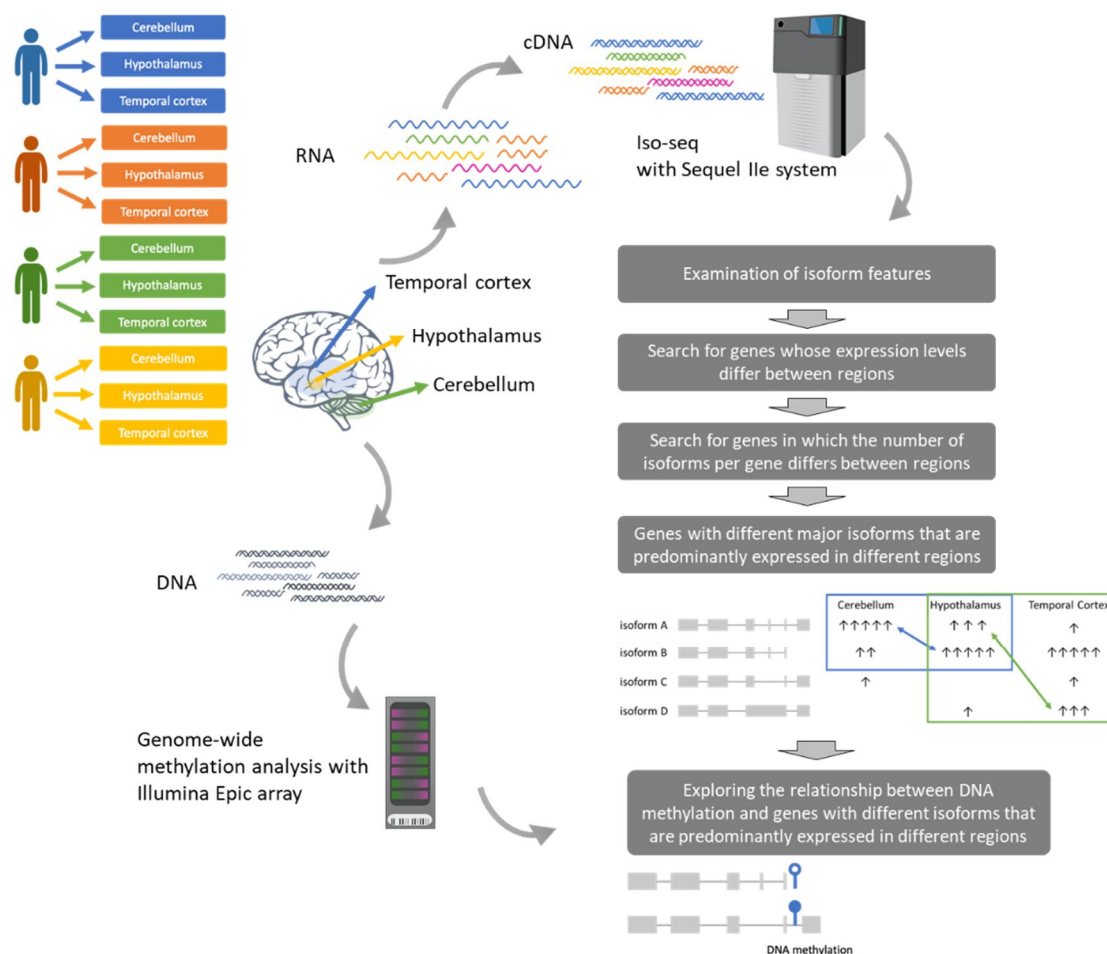 Cerebellum
Hypothalamus
Temporal cortex
Cerebellum
Hypothalamus
Temporal cortex
Cerebellum
Hypothalamus
Temporal cortex
Cerebellum
Hypothalamus
Temporal cortex
RNA
cDNA
Iso-seq
with Sequel IIe system
Temporal cortex
Hypothalamus
Cerebellum
DNA
Genome-wide
methylation analysis with
Illumina Epic array
Examination of isoform features
Search for genes whose expression levels
differ between regions
Search for genes in which the number of
isoforms per gene differs between regions
Genes with different major isoforms that are
predominantly expressed in different regions
Cerebellum Hypothalamus Temporal Cortex
isoform A ↑↑↑↑↑ ↑↑↑ ↑
isoform B ↑↑ ↑↑↑↑↑ ↑↑↑↑↑
isoform C ↑ ↑
isoform D ↑ ↑↑↑
Exploring the relationship between DNA
methylation and genes with different isoforms that
are predominantly expressed in different regions
DNA methylation